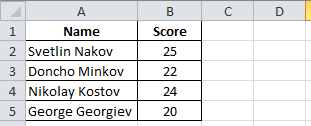 A B C D
1 Name Score
2 Svetlin Nakov 25
3 Doncho Minkov 22
4 Nikolay Kostov 24
5 George Georgiev 20